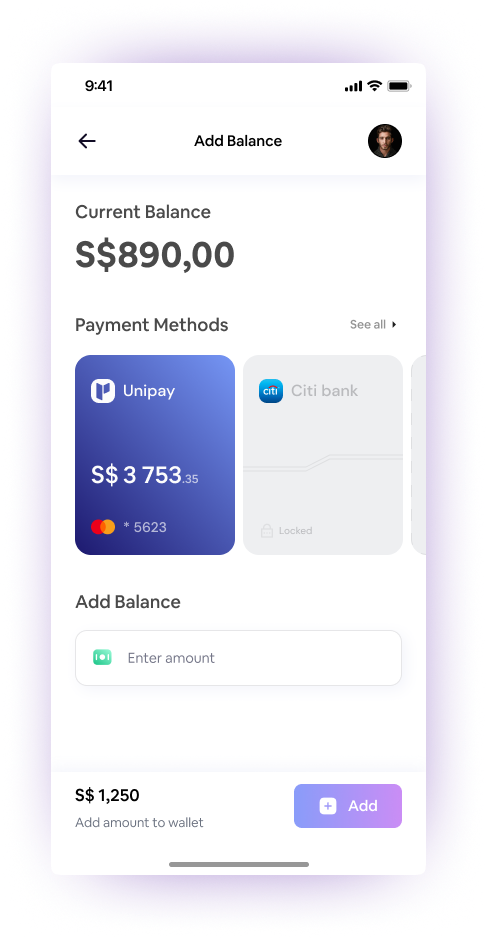 9:41
Add Balance
Current Balance
S$890,00
Payment Methods
See all
Unipay
citi Citi bank
S$ 3 753.35
* 5623
Locked
Add Balance
Enter amount
S$ 1,250
Add
Add amount to wallet